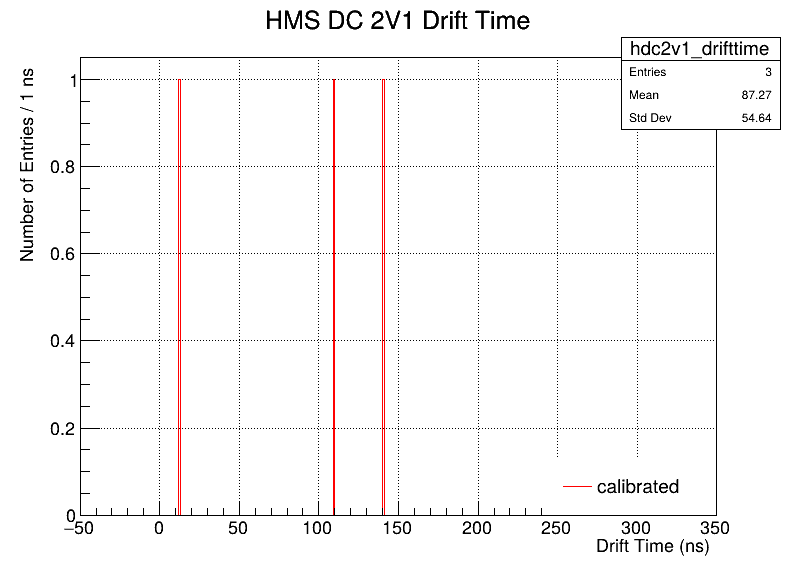 HMS DC 2V1 Drift Time
hdc2v1_drifttime
Entries 3
Mean 87.27
Std Dev 54.64
Number of Entries / 1 ns
1
0.8
0.6
0.4
0.2
0
calibrated
−50 0 50 100 150 200 250 300 350
Drift Time (ns)